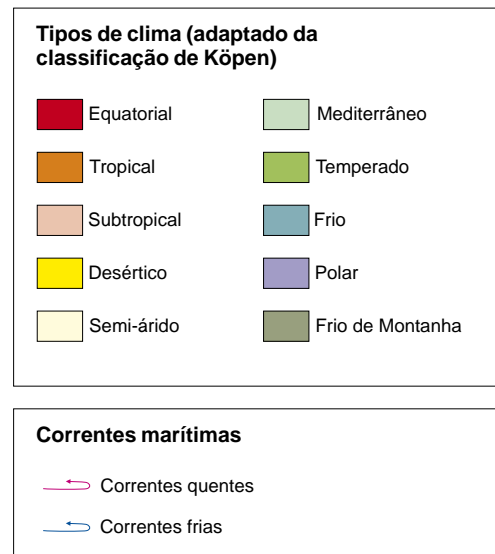 Tipos de clima (adaptado da
classificação de Köpen)
Equatorial
Tropical
Subtropical
Desértico
Semi-árido
Mediterrâneo
Temperado
Frio
Polar
Frio de Montanha
Correntes marítimas
Correntes quentes
Correntes frias